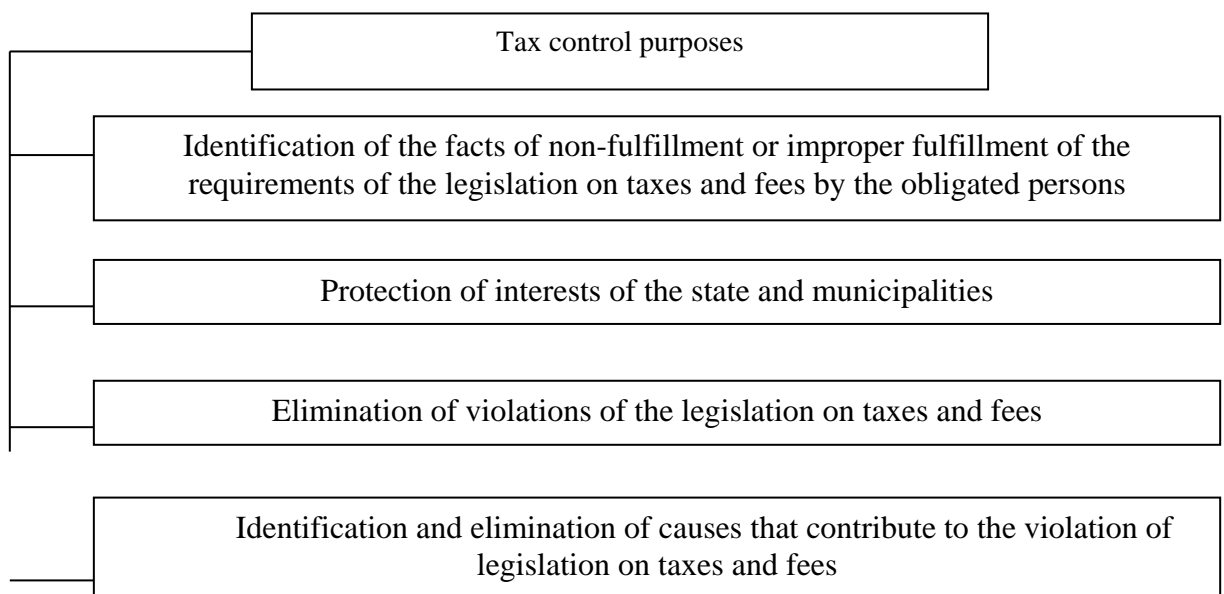 Tax control purposes
Identification of the facts of non-fulfillment or improper fulfillment of the
requirements of the legislation on taxes and fees by the obligated persons
Protection of interests of the state and municipalities
Elimination of violations of the legislation on taxes and fees
Identification and elimination of causes that contribute to the violation of
legislation on taxes and fees